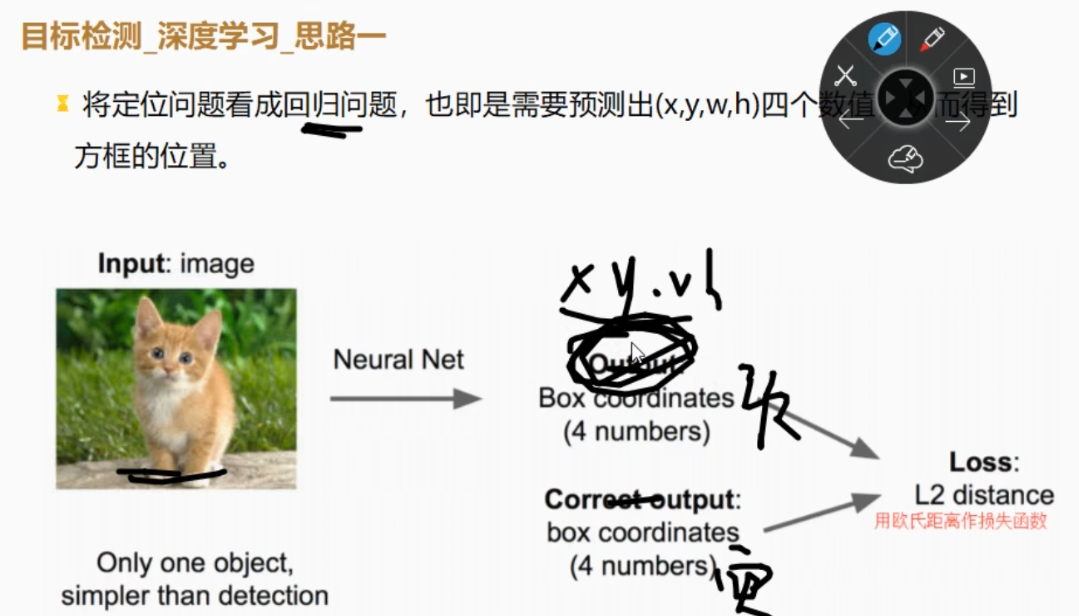 目标检测_深度学习_思路一
将定位问题看成回归问题，也即是需要预测出(x,y,w,h)四个数值 而得到
方框的位置。
Input: image
x y . v h
Neural Net
Output:
Box coordinates
(4 numbers)
Loss:
L2 distance
用欧氏距离作损失函数
Correct output:
box coordinates
(4 numbers)
Only one object,
simpler than detection